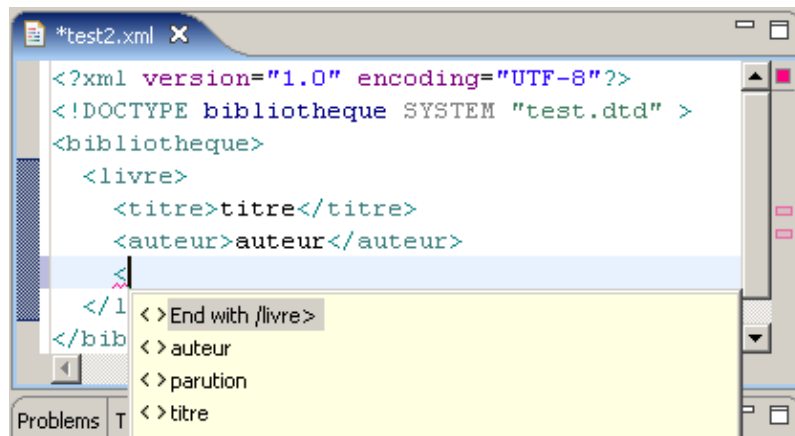 *test2.xml
<?xml version="1.0" encoding="UTF-8"?>
<!DOCTYPE bibliotheque SYSTEM "test.dtd" >
<bibliotheque>
<livre>
<titre>titre</titre>
<auteur>auteur</auteur>
<
</l
</bib
< > End with /livre>
< > auteur
< > parution
< > titre
Problems T